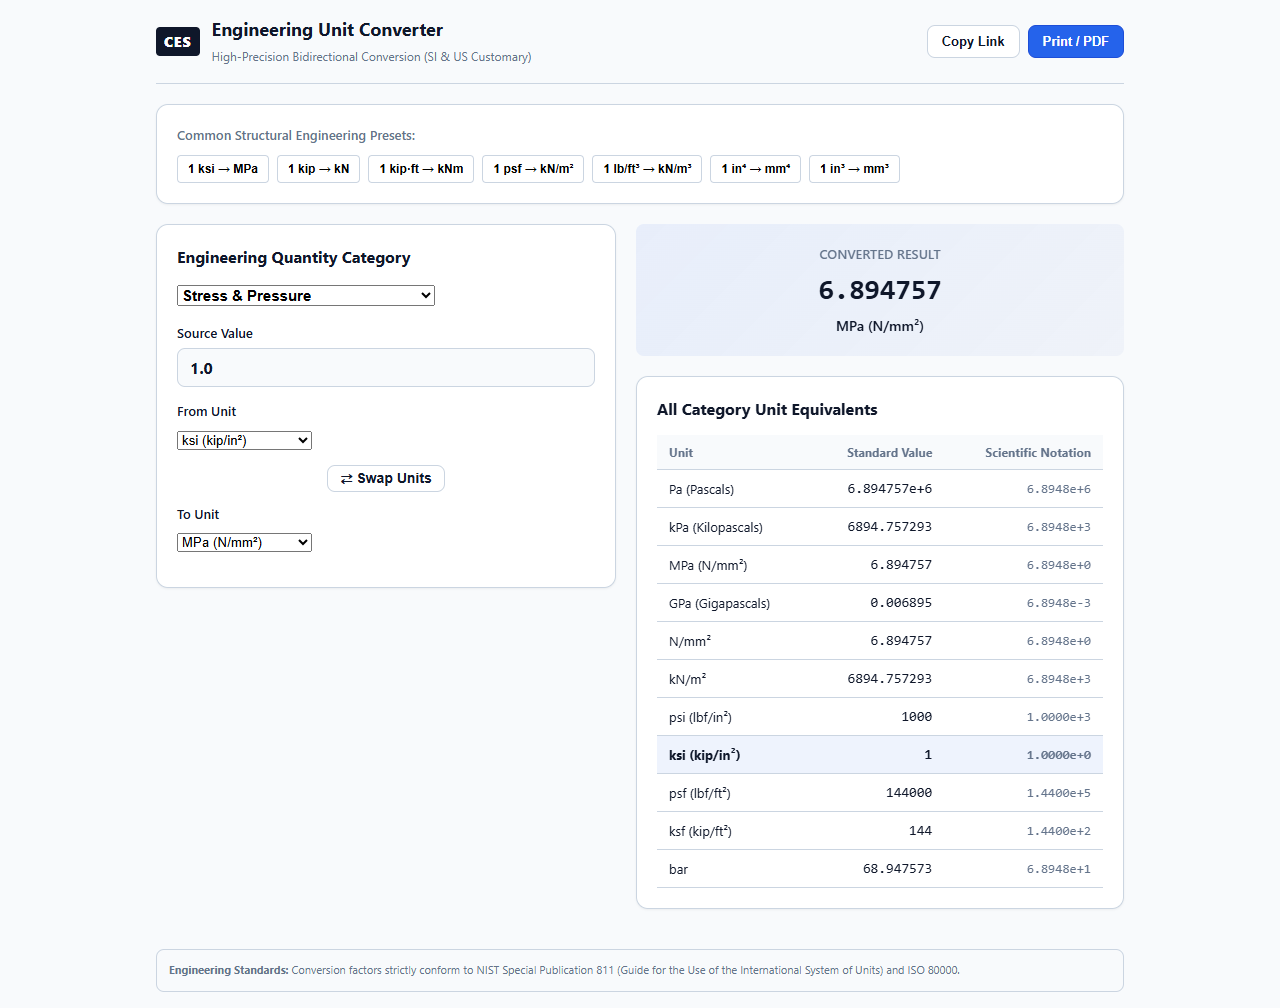 CES
Engineering Unit Converter
High-Precision Bidirectional Conversion (SI & US Customary)
Copy Link
Print / PDF
Common Structural Engineering Presets:
1 ksi → MPa
1 kip → kN
1 kip·ft → kNm
1 psf → kN/m²
1 lb/ft³ → kN/m³
1 in⁴ → mm⁴
1 in³ → mm³
Engineering Quantity Category
Stress & Pressure
Source Value
1.0
From Unit
ksi (kip/in²)
⇄ Swap Units
To Unit
MPa (N/mm²)
CONVERTED RESULT
6.894757
MPa (N/mm²)
All Category Unit Equivalents
Unit Standard Value Scientific Notation
Pa (Pascals) 6.894757e+6 6.8948e+6
kPa (Kilopascals) 6894.757293 6.8948e+3
MPa (N/mm²) 6.894757 6.8948e+0
GPa (Gigapascals) 0.006895 6.8948e-3
N/mm² 6.894757 6.8948e+0
kN/m² 6894.757293 6.8948e+3
psi (lbf/in²) 1000 1.0000e+3
ksi (kip/in²) 1 1.0000e+0
psf (lbf/ft²) 144000 1.4400e+5
ksf (kip/ft²) 144 1.4400e+2
bar 68.947573 6.8948e+1
Engineering Standards: Conversion factors strictly conform to NIST Special Publication 811 (Guide for the Use of the International System of Units) and ISO 80000.